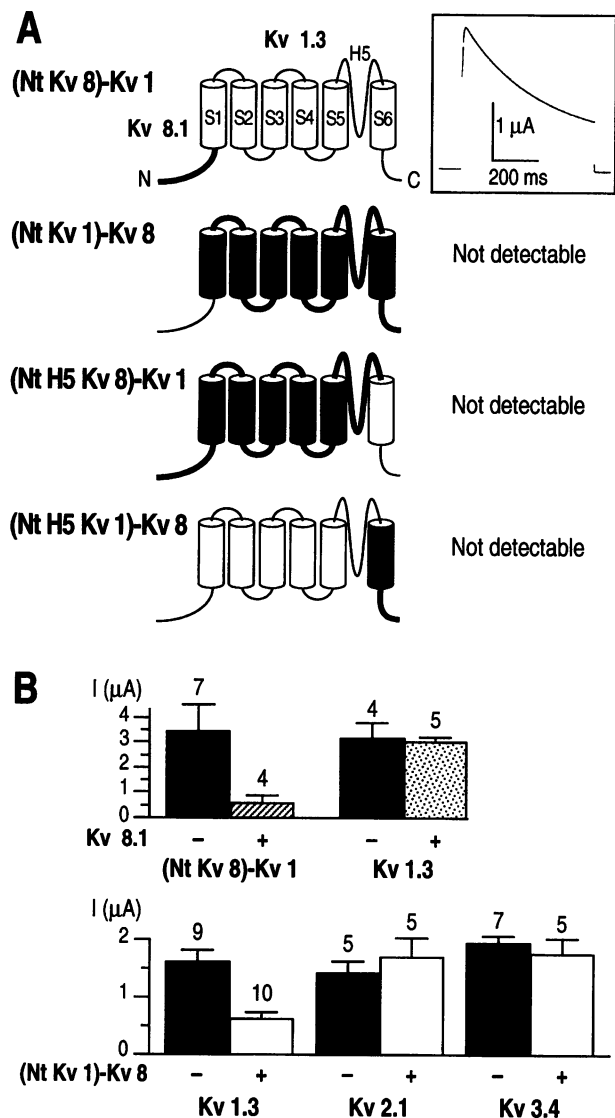 A
Kv 1.3
H5
(Nt Kv 8)-Kv 1
Kv 8.1
S1 S2 S3 S4 S5 S6
N
C
1 µA
200 ms
(Nt Kv 1)-Kv 8
Not detectable
(Nt H5 Kv 8)-Kv 1
Not detectable
(Nt H5 Kv 1)-Kv 8
Not detectable
B
I (µA)
7
4
4
5
4
3
2
1
0
Kv 8.1 − + − +
(Nt Kv 8)-Kv 1 Kv 1.3
I (µA)
9
10
5
5
7
5
2
1
0
(Nt Kv 1)-Kv 8 − + − + − +
Kv 1.3 Kv 2.1 Kv 3.4